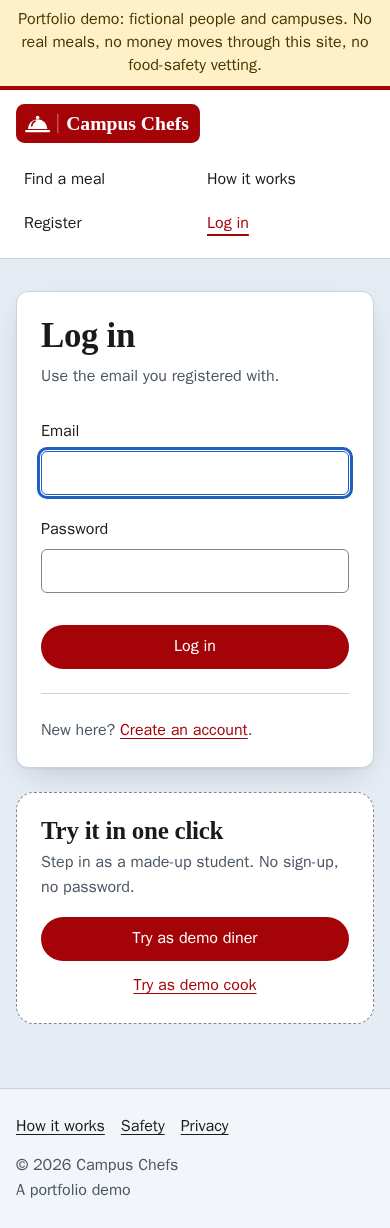 Portfolio demo: fictional people and campuses. No
real meals, no money moves through this site, no
food-safety vetting.
Campus Chefs
Find a meal
How it works
Register
Log in
Log in
Use the email you registered with.
Email
Password
Log in
New here? Create an account.
Try it in one click
Step in as a made-up student. No sign-up,
no password.
Try as demo diner
Try as demo cook
How it works Safety Privacy
© 2026 Campus Chefs
A portfolio demo